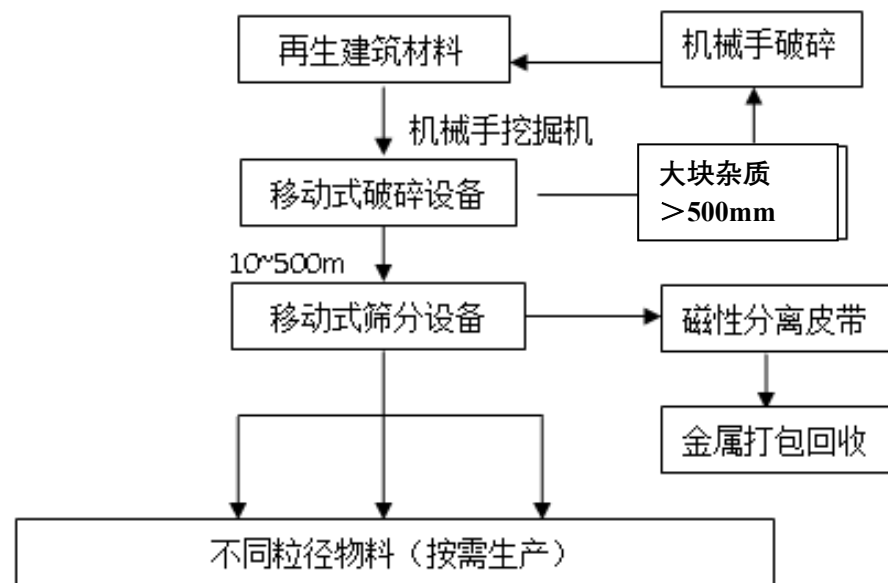 再生建筑材料
机械手破碎
机械手挖掘机
移动式破碎设备
大块杂质
＞500mm
10~500m
移动式筛分设备
磁性分离皮带
金属打包回收
不同粒径物料（按需生产）